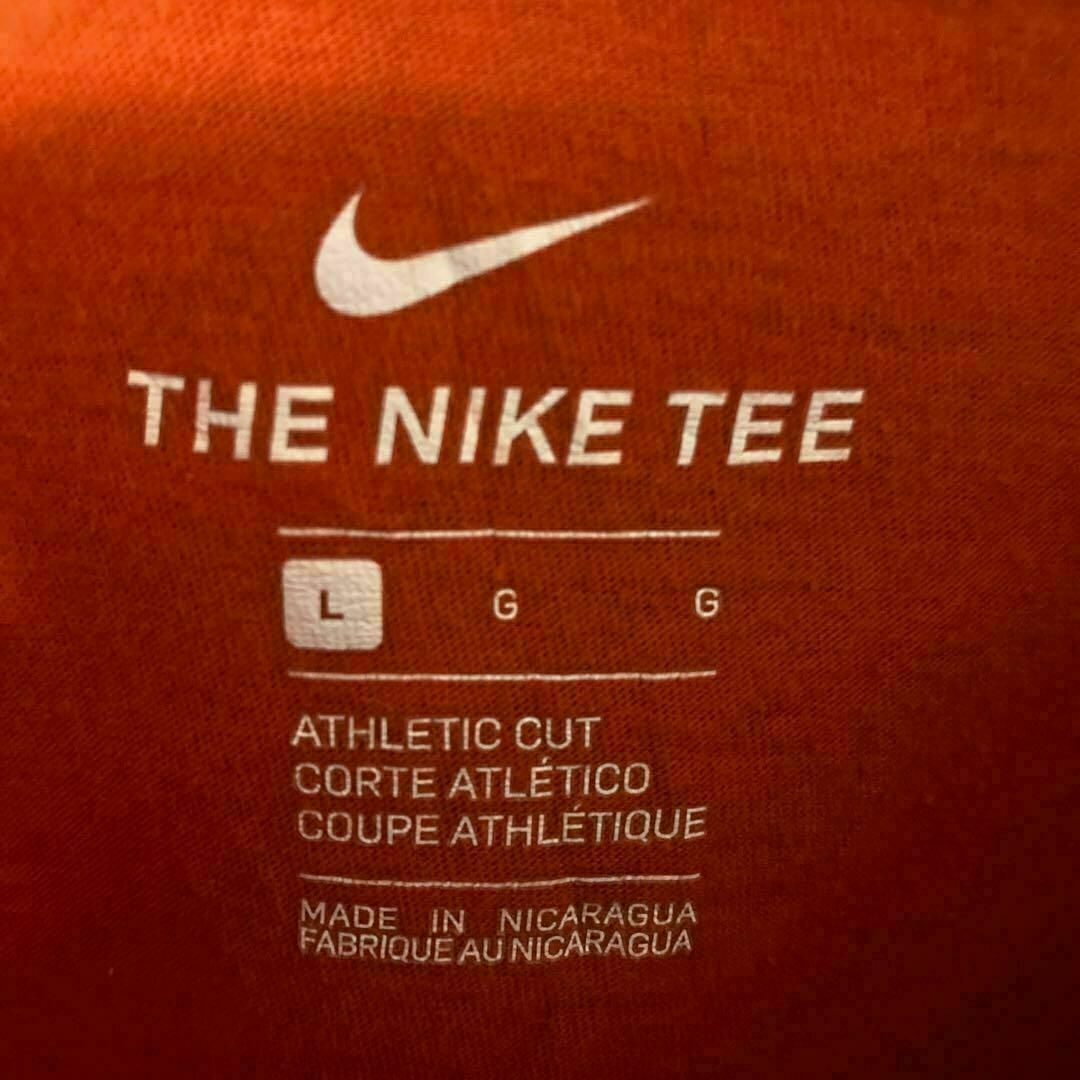 THE NIKE TEE
L G G
ATHLETIC CUT
CORTE ATLÉTICO
COUPE ATHLÉTIQUE
MADE IN NICARAGUA
FABRIQUE AU NICARAGUA